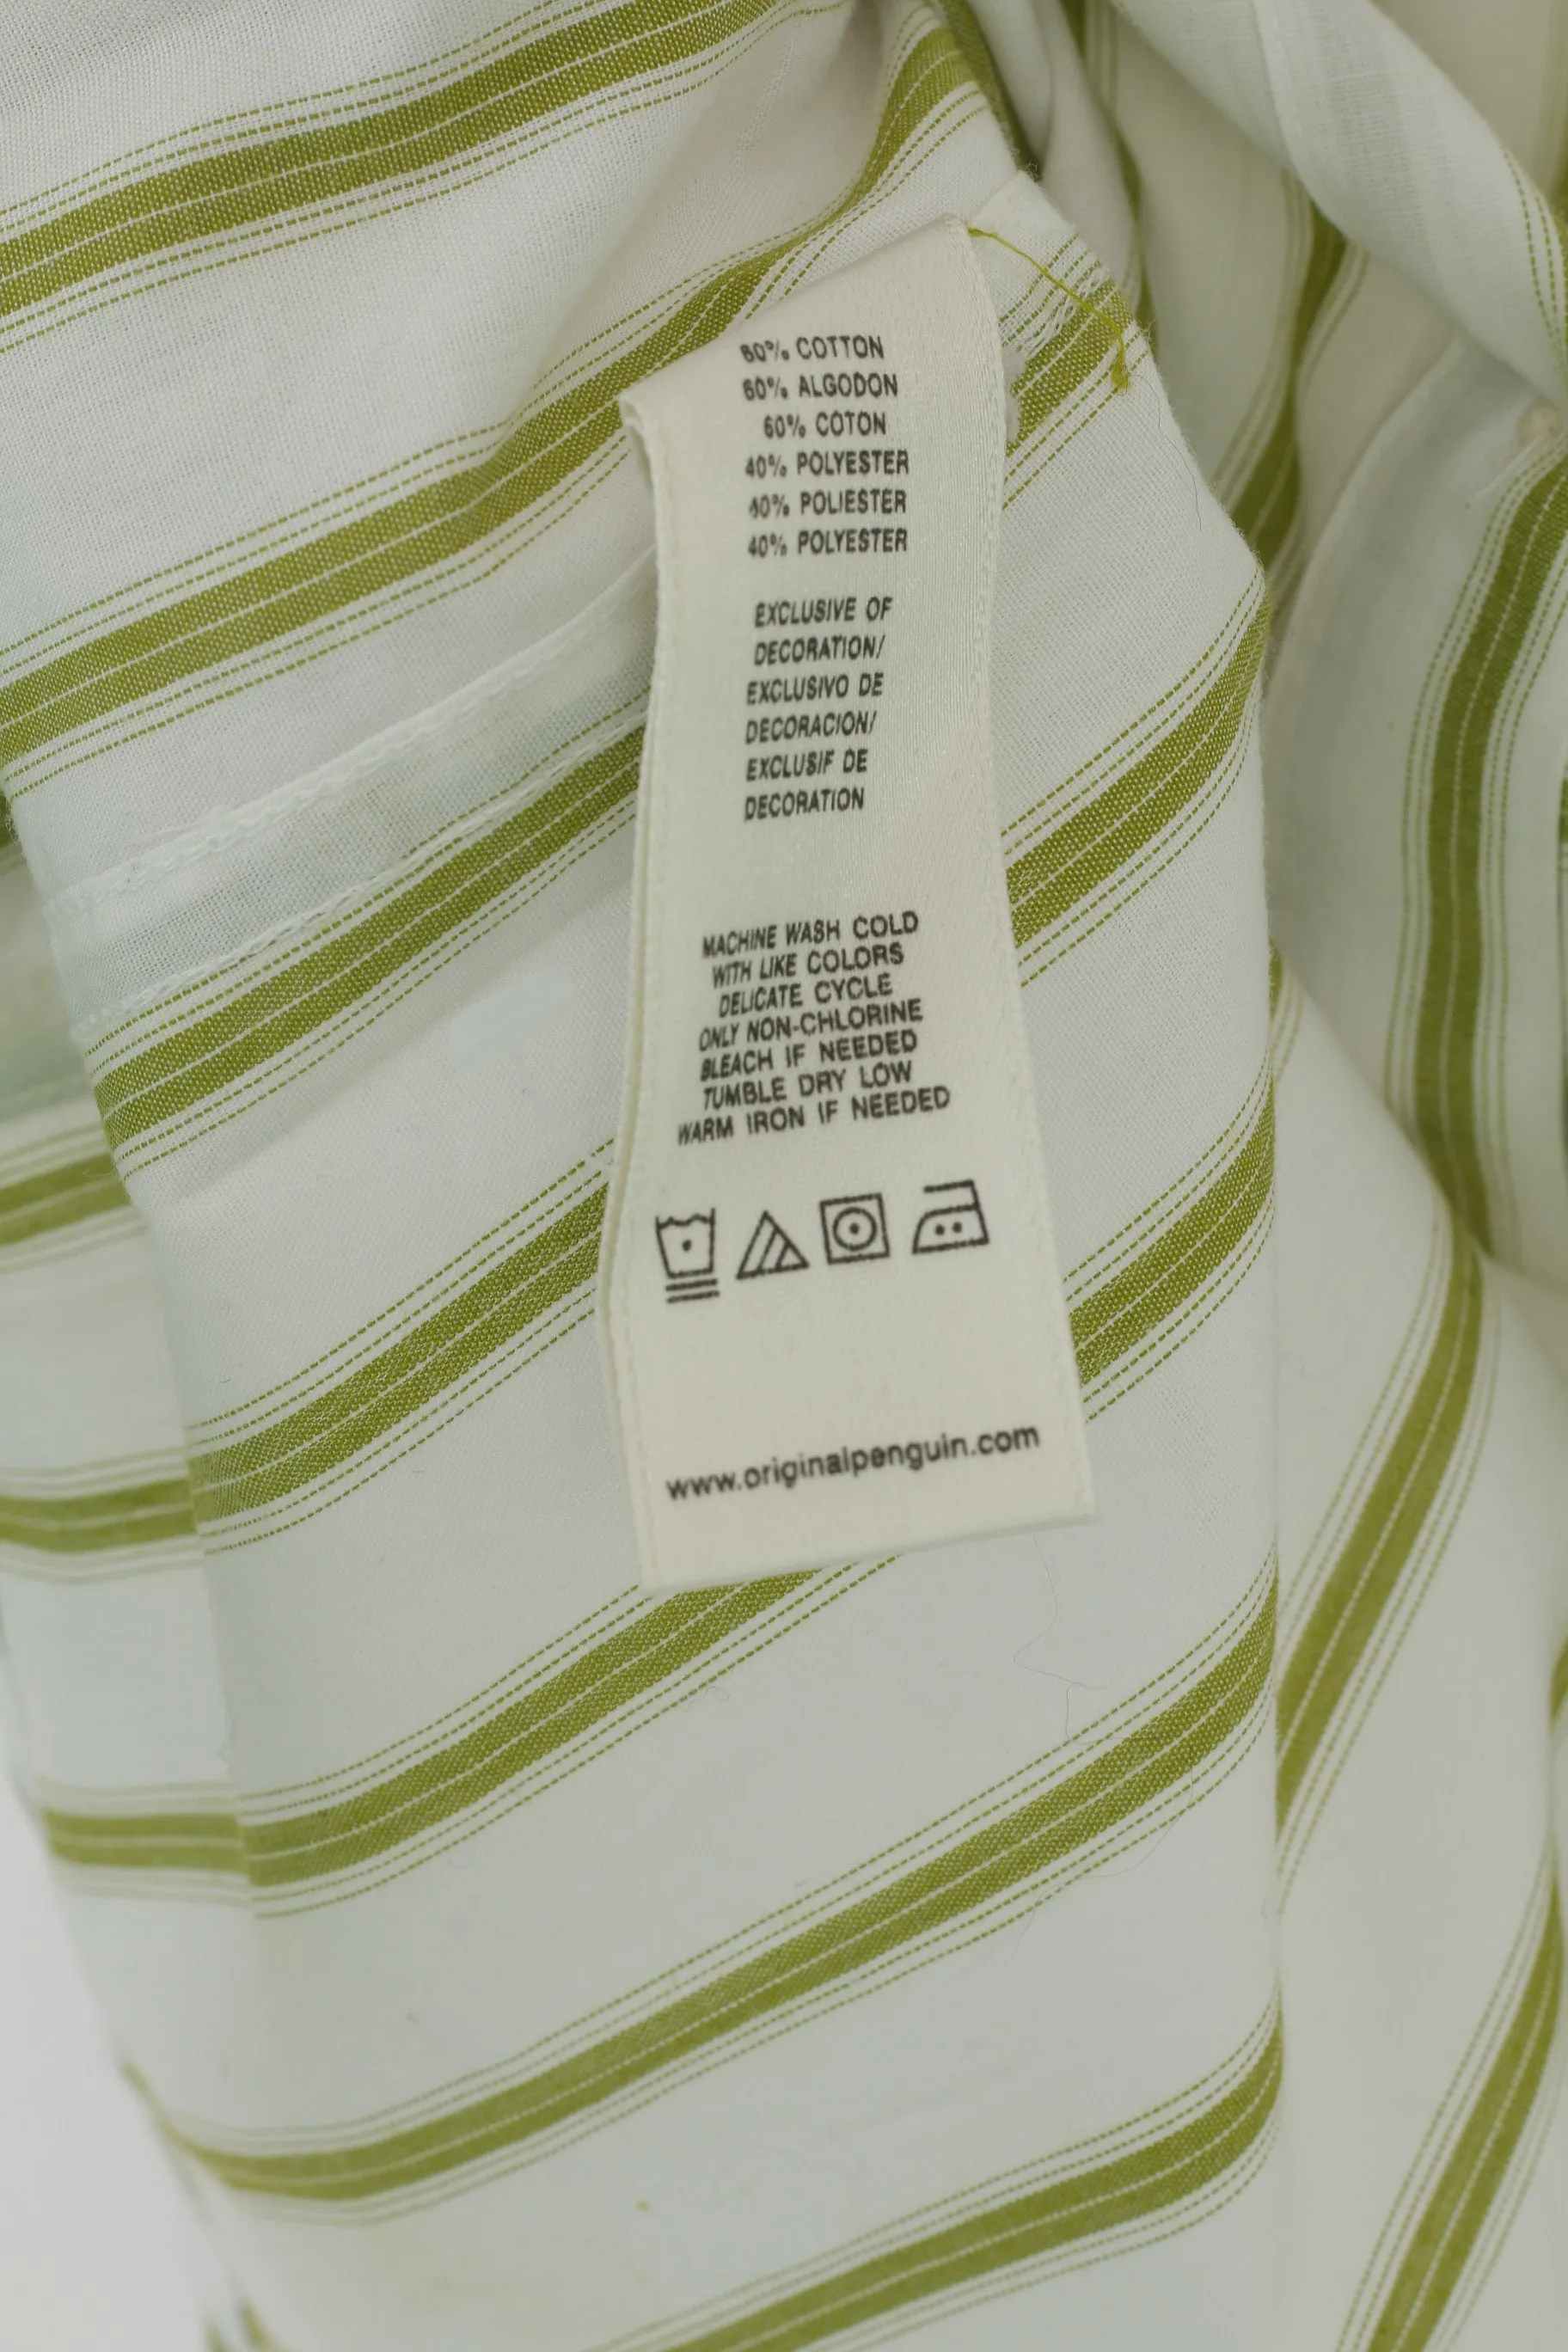 60% COTTON
60% ALGODON
60% COTON
40% POLYESTER
40% POLIESTER
40% POLYESTER
EXCLUSIVE OF
DECORATION/
EXCLUSIVO DE
DECORACION/
EXCLUSIF DE
DECORATION
MACHINE WASH COLD
WITH LIKE COLORS
DELICATE CYCLE
ONLY NON-CHLORINE
BLEACH IF NEEDED
TUMBLE DRY LOW
WARM IRON IF NEEDED
www.originalpenguin.com